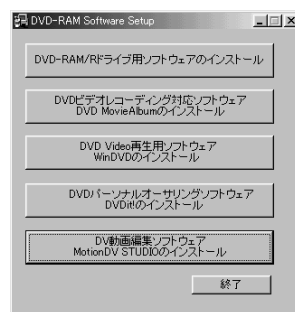 DVD-RAM Software Setup
DVD-RAM/Rドライブ用ソフトウェアのインストール
DVDビデオレコーディング対応ソフトウェア
DVD MovieAlbumのインストール
DVD Video再生用ソフトウェア
WinDVDのインストール
DVDパーソナルオーサリングソフトウェア
DVDit!のインストール
DV動画編集ソフトウェア
MotionDV STUDIOのインストール
終了